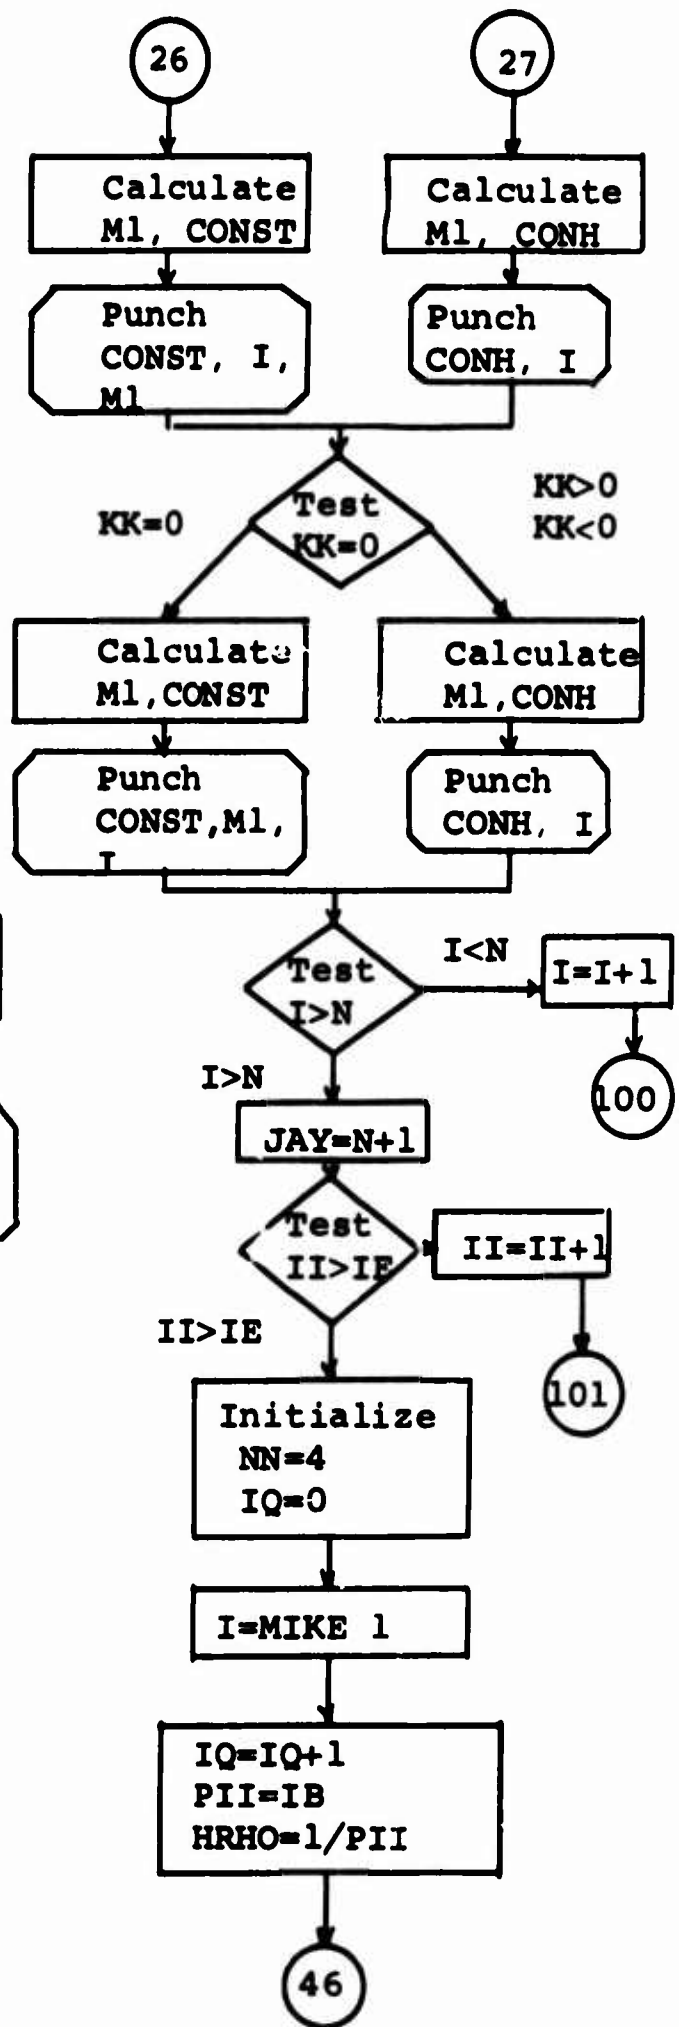 26
27
Calculate
M1, CONST
Calculate
M1, CONH
Punch
CONST, I,
M1
Punch
CONH, I
Test
KK=0
KK=0
KK>0
KK<0
Calculate
M1,CONST
Calculate
M1,CONH
Punch
CONST,M1,
I
Punch
CONH, I
Test
I>N
I<N
I=I+1
100
I>N
JAY=N+1
Test
II>IE
II=II+1
101
II>IE
Initialize
NN=4
IQ=0
I=MIKE 1
IQ=IQ+1
PII=IB
HRHO=1/PII
46